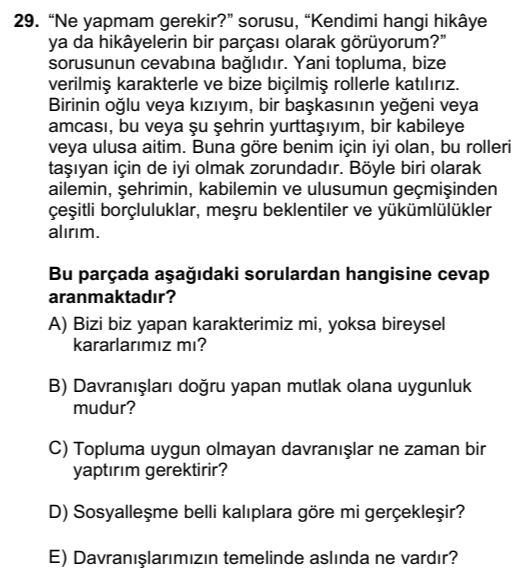 29. “Ne yapmam gerekir?” sorusu, “Kendimi hangi hikâye
ya da hikâyelerin bir parçası olarak görüyorum?”
sorusunun cevabına bağlıdır. Yani topluma, bize
verilmiş karakterle ve bize biçilmiş rollerle katılırız.
Birinin oğlu veya kızıyım, bir başkasının yeğeni veya
amcası, bu veya şu şehrin yurttaşıyım, bir kabileye
veya ulusa aitim. Buna göre benim için iyi olan, bu rolleri
taşıyan için de iyi olmak zorundadır. Böyle biri olarak
ailemin, şehrimin, kabilemin ve ulusumun geçmişinden
çeşitli borçluluklar, meşru beklentiler ve yükümlülükler
alırım.
Bu parçada aşağıdaki sorulardan hangisine cevap
aranmaktadır?
A) Bizi biz yapan karakterimiz mi, yoksa bireysel
kararlarımız mı?
B) Davranışları doğru yapan mutlak olana uygunluk
mudur?
C) Topluma uygun olmayan davranışlar ne zaman bir
yaptırım gerektirir?
D) Sosyalleşme belli kalıplara göre mi gerçekleşir?
E) Davranışlarımızın temelinde aslında ne vardır?